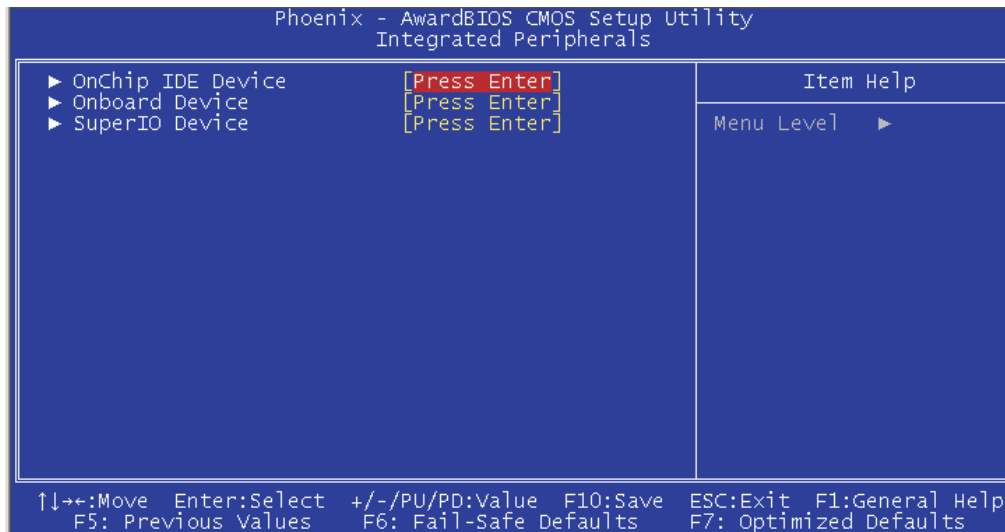 Phoenix - AwardBIOS CMOS Setup Utility
Integrated Peripherals
► OnChip IDE Device [Press Enter]
► Onboard Device [Press Enter]
► SuperIO Device [Press Enter]
Item Help
Menu Level ►
↑↓→←:Move Enter:Select +/-/PU/PD:Value F10:Save ESC:Exit F1:General Help
F5: Previous Values F6: Fail-Safe Defaults F7: Optimized Defaults